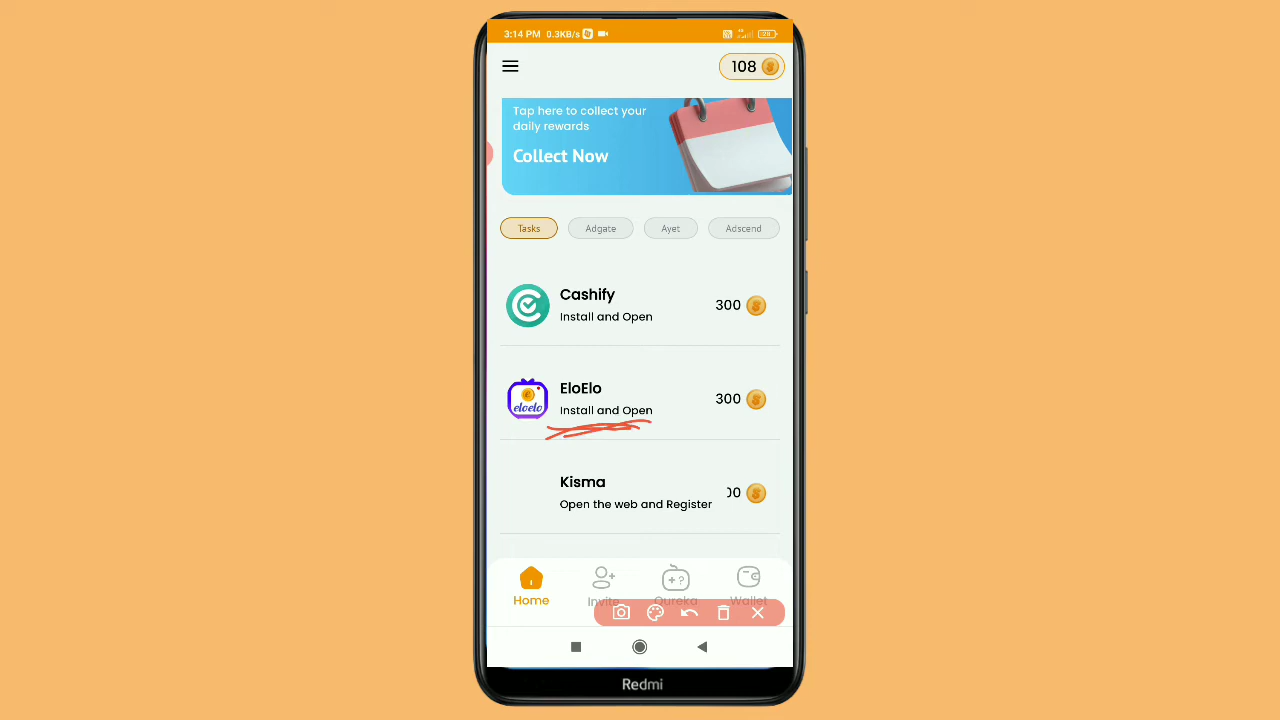 3:14 PM 0.3KB/s
108
Tap here to collect your
daily rewards
Collect Now
Tasks Adgate Ayet Adscend
Cashify
Install and Open
300
EloElo
Install and Open
300
eloelo
Kisma
Open the web and Register
00
Home Invite Qureka Wallet
Redmi